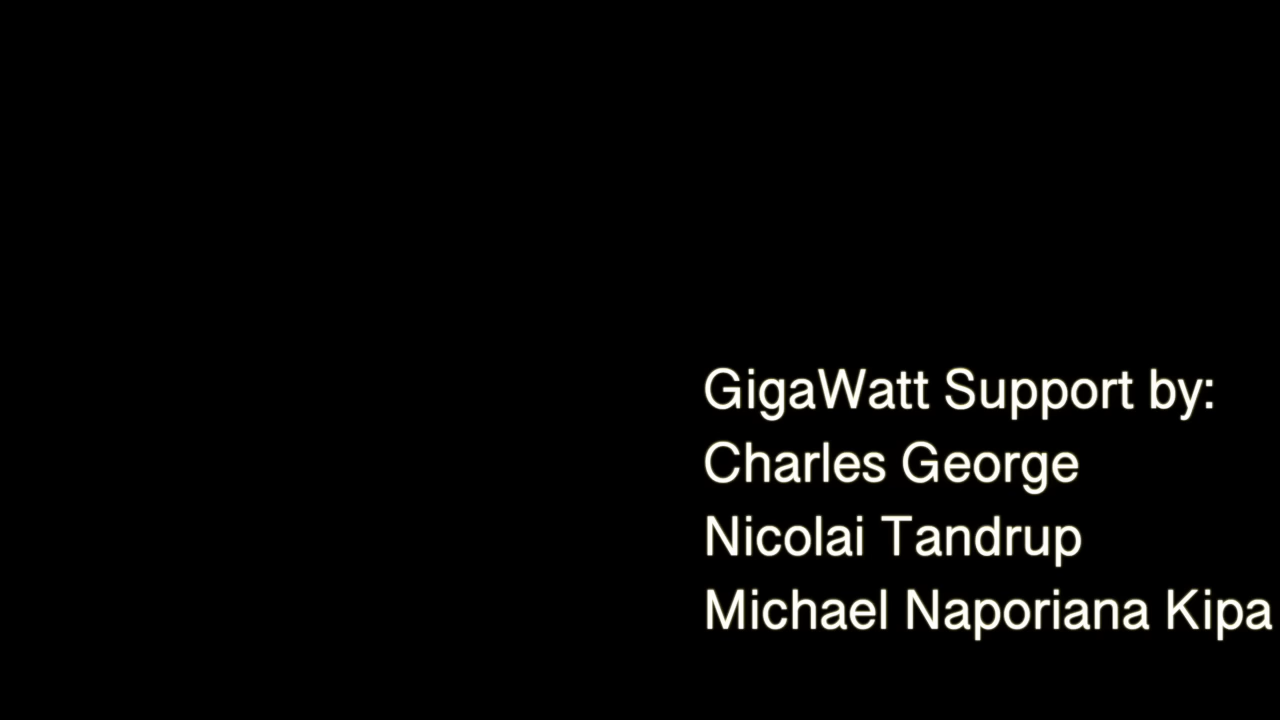 GigaWatt Support by:
Charles George
Nicolai Tandrup
Michael Naporiana Kipa